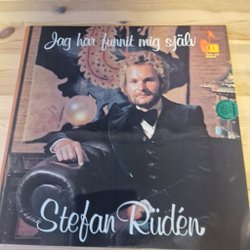 Jag har funnit mig själv
Stefan Rüdén